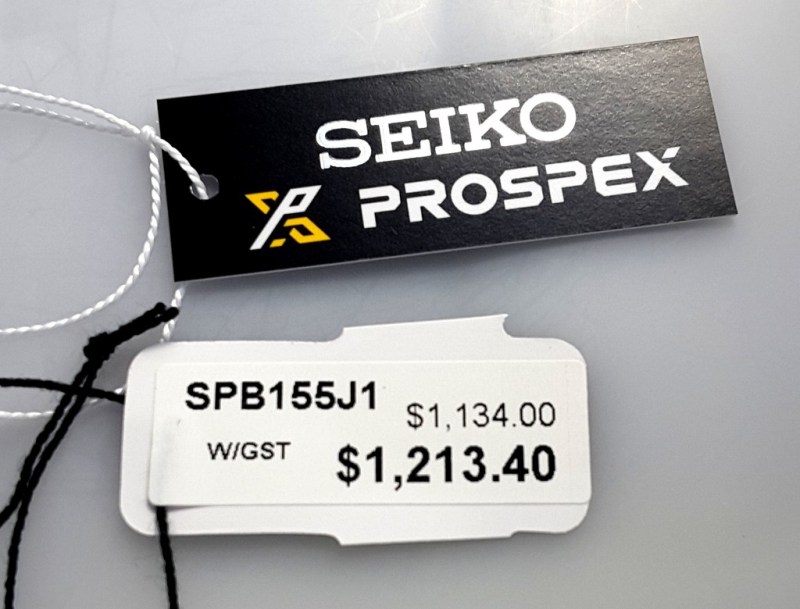 SEIKO
PROSPEX
SPB155J1
$1,134.00
W/GST
$1,213.40